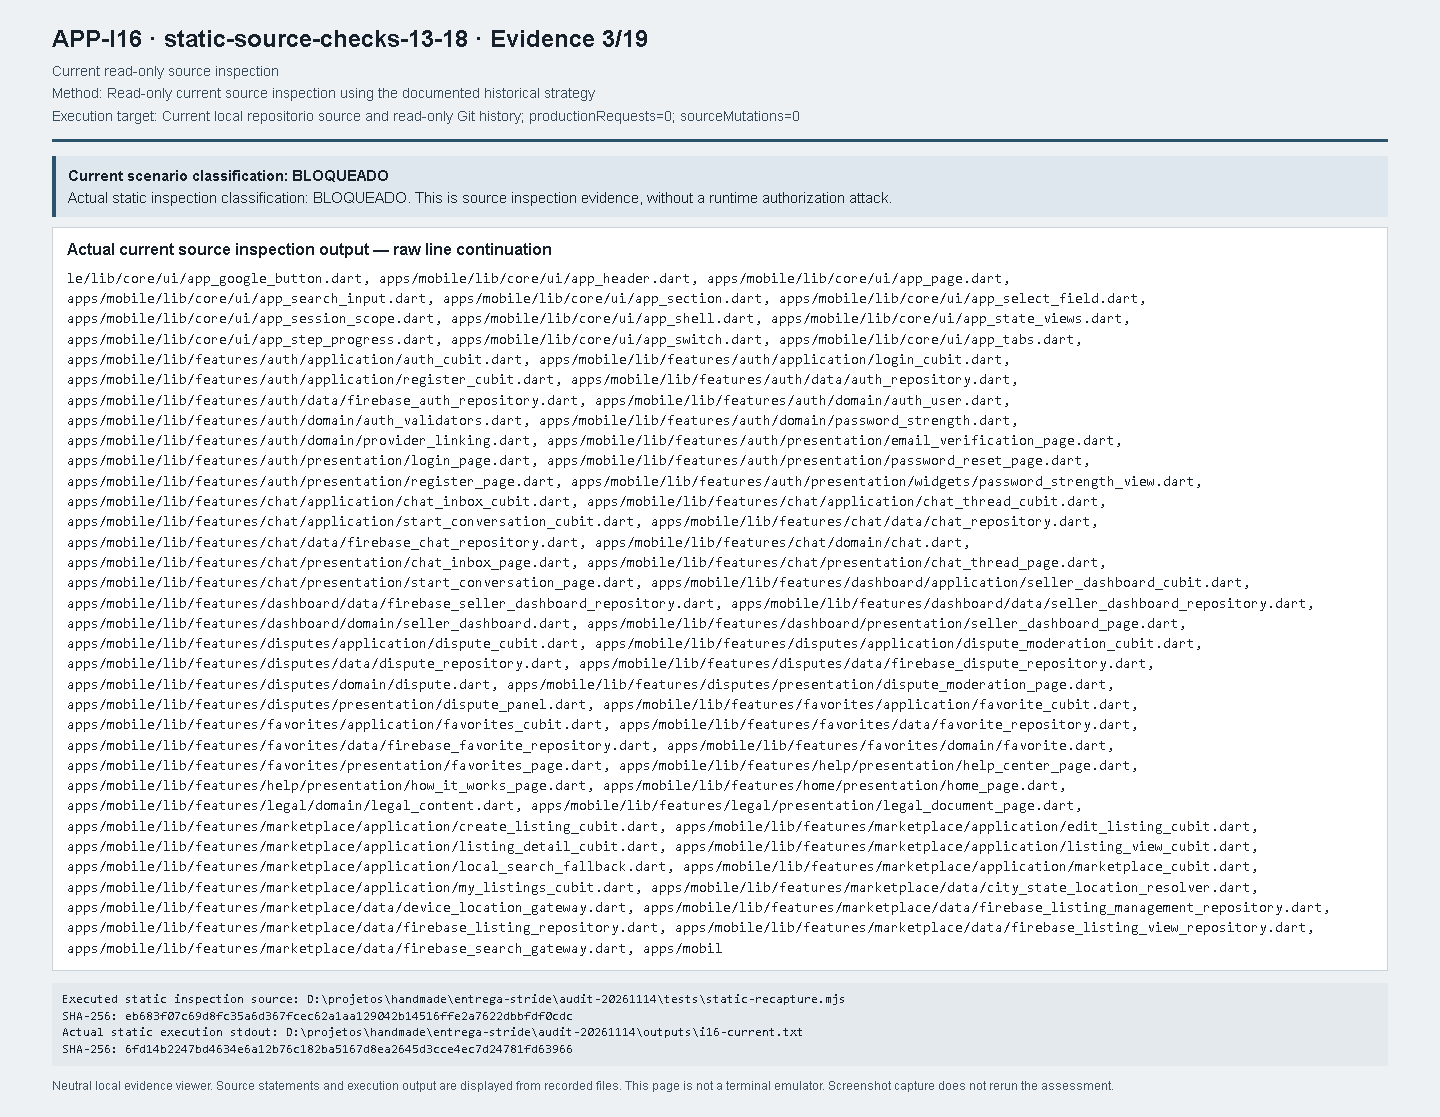 APP-I16 · static-source-checks-13-18 · Evidence 3/19
Current read-only source inspection
Method: Read-only current source inspection using the documented historical strategy
Execution target: Current local repositorio source and read-only Git history; productionRequests=0; sourceMutations=0
Current scenario classification: BLOQUEADO
Actual static inspection classification: BLOQUEADO. This is source inspection evidence, without a runtime authorization attack.
Actual current source inspection output — raw line continuation
le/lib/core/ui/app_google_button.dart, apps/mobile/lib/core/ui/app_header.dart, apps/mobile/lib/core/ui/app_page.dart,
apps/mobile/lib/core/ui/app_search_input.dart, apps/mobile/lib/core/ui/app_section.dart, apps/mobile/lib/core/ui/app_select_field.dart,
apps/mobile/lib/core/ui/app_session_scope.dart, apps/mobile/lib/core/ui/app_shell.dart, apps/mobile/lib/core/ui/app_state_views.dart,
apps/mobile/lib/core/ui/app_step_progress.dart, apps/mobile/lib/core/ui/app_switch.dart, apps/mobile/lib/core/ui/app_tabs.dart,
apps/mobile/lib/features/auth/application/auth_cubit.dart, apps/mobile/lib/features/auth/application/login_cubit.dart,
apps/mobile/lib/features/auth/application/register_cubit.dart, apps/mobile/lib/features/auth/data/auth_repository.dart,
apps/mobile/lib/features/auth/data/firebase_auth_repository.dart, apps/mobile/lib/features/auth/domain/auth_user.dart,
apps/mobile/lib/features/auth/domain/auth_validators.dart, apps/mobile/lib/features/auth/domain/password_strength.dart,
apps/mobile/lib/features/auth/domain/provider_linking.dart, apps/mobile/lib/features/auth/presentation/email_verification_page.dart,
apps/mobile/lib/features/auth/presentation/login_page.dart, apps/mobile/lib/features/auth/presentation/password_reset_page.dart,
apps/mobile/lib/features/auth/presentation/register_page.dart, apps/mobile/lib/features/auth/presentation/widgets/password_strength_view.dart,
apps/mobile/lib/features/chat/application/chat_inbox_cubit.dart, apps/mobile/lib/features/chat/application/chat_thread_cubit.dart,
apps/mobile/lib/features/chat/application/start_conversation_cubit.dart, apps/mobile/lib/features/chat/data/chat_repository.dart,
apps/mobile/lib/features/chat/data/firebase_chat_repository.dart, apps/mobile/lib/features/chat/domain/chat.dart,
apps/mobile/lib/features/chat/presentation/chat_inbox_page.dart, apps/mobile/lib/features/chat/presentation/chat_thread_page.dart,
apps/mobile/lib/features/chat/presentation/start_conversation_page.dart, apps/mobile/lib/features/dashboard/application/seller_dashboard_cubit.dart,
apps/mobile/lib/features/dashboard/data/firebase_seller_dashboard_repository.dart, apps/mobile/lib/features/dashboard/data/seller_dashboard_repository.dart,
apps/mobile/lib/features/dashboard/domain/seller_dashboard.dart, apps/mobile/lib/features/dashboard/presentation/seller_dashboard_page.dart,
apps/mobile/lib/features/disputes/application/dispute_cubit.dart, apps/mobile/lib/features/disputes/application/dispute_moderation_cubit.dart,
apps/mobile/lib/features/disputes/data/dispute_repository.dart, apps/mobile/lib/features/disputes/data/firebase_dispute_repository.dart,
apps/mobile/lib/features/disputes/domain/dispute.dart, apps/mobile/lib/features/disputes/presentation/dispute_moderation_page.dart,
apps/mobile/lib/features/disputes/presentation/dispute_panel.dart, apps/mobile/lib/features/favorites/application/favorite_cubit.dart,
apps/mobile/lib/features/favorites/application/favorites_cubit.dart, apps/mobile/lib/features/favorites/data/favorite_repository.dart,
apps/mobile/lib/features/favorites/data/firebase_favorite_repository.dart, apps/mobile/lib/features/favorites/domain/favorite.dart,
apps/mobile/lib/features/favorites/presentation/favorites_page.dart, apps/mobile/lib/features/help/presentation/help_center_page.dart,
apps/mobile/lib/features/help/presentation/how_it_works_page.dart, apps/mobile/lib/features/home/presentation/home_page.dart,
apps/mobile/lib/features/legal/domain/legal_content.dart, apps/mobile/lib/features/legal/presentation/legal_document_page.dart,
apps/mobile/lib/features/marketplace/application/create_listing_cubit.dart, apps/mobile/lib/features/marketplace/application/edit_listing_cubit.dart,
apps/mobile/lib/features/marketplace/application/listing_detail_cubit.dart, apps/mobile/lib/features/marketplace/application/listing_view_cubit.dart,
apps/mobile/lib/features/marketplace/application/local_search_fallback.dart, apps/mobile/lib/features/marketplace/application/marketplace_cubit.dart,
apps/mobile/lib/features/marketplace/application/my_listings_cubit.dart, apps/mobile/lib/features/marketplace/data/city_state_location_resolver.dart,
apps/mobile/lib/features/marketplace/data/device_location_gateway.dart, apps/mobile/lib/features/marketplace/data/firebase_listing_management_repository.dart,
apps/mobile/lib/features/marketplace/data/firebase_listing_repository.dart, apps/mobile/lib/features/marketplace/data/firebase_listing_view_repository.dart,
apps/mobile/lib/features/marketplace/data/firebase_search_gateway.dart, apps/mobil
Executed static inspection source: D:\projetos\handmade\entrega-stride\audit-20261114\tests\static-recapture.mjs
SHA-256: eb683f07c69d8fc35a6d367fcec62a1aa129042b14516ffe2a7622dbbfdf0cdc
Actual static execution stdout: D:\projetos\handmade\entrega-stride\audit-20261114\outputs\i16-current.txt
SHA-256: 6fd14b2247bd4634e6a12b76c182ba5167d8ea2645d3cce4ec7d24781fd63966
Neutral local evidence viewer. Source statements and execution output are displayed from recorded files. This page is not a terminal emulator. Screenshot capture does not rerun the assessment.